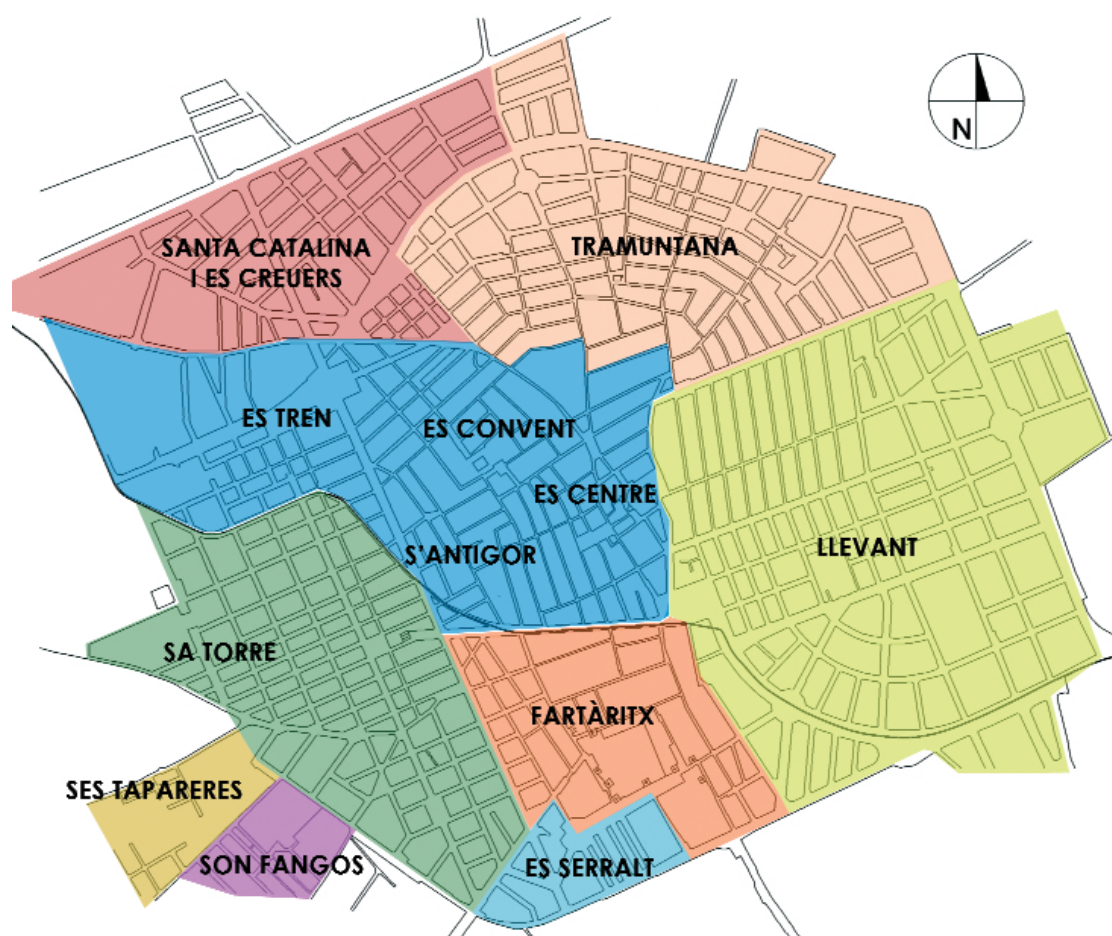 N
SANTA CATALINA
I ES CREUERS
TRAMUNTANA
ES TREN
ES CONVENT
ES CENTRE
S'ANTIGOR
LLEVANT
SA TORRE
FARTÀRITX
SES TAPARERES
SON FANGOS
ES SERRALT